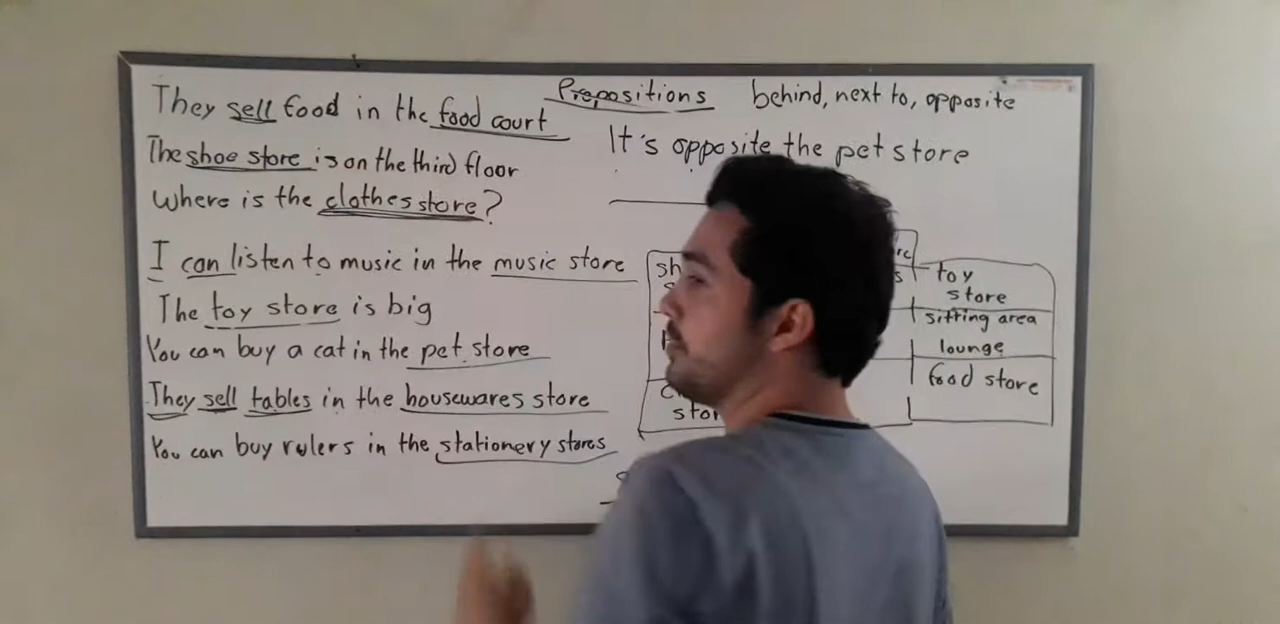 They sell food in the food court
The shoe store is on the third floor
Where is the clothes store?
I can listen to music in the music store
The toy store is big
You can buy a cat in the pet store
They sell tables in the housewares store
You can buy rulers in the stationery stores
Prepositions behind, next to, opposite
It's opposite the pet store
toy
store
sitting area
lounge
food store